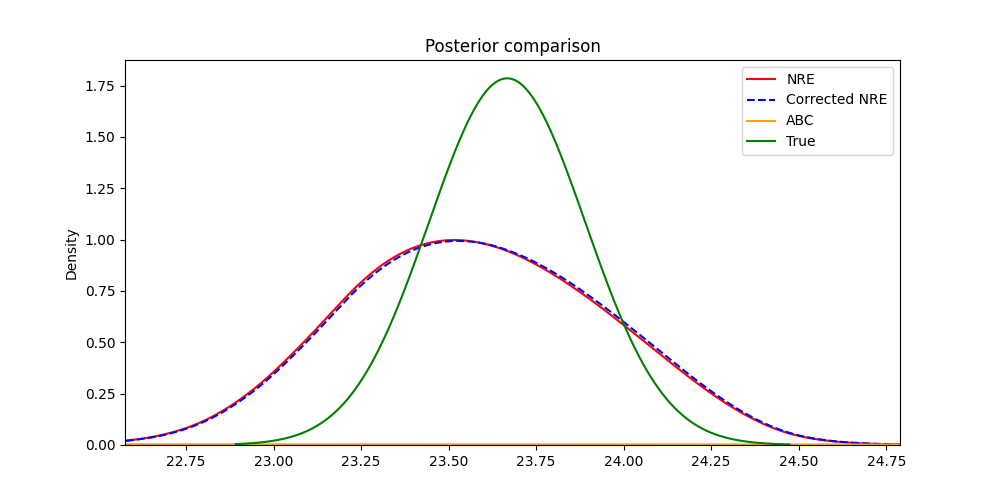 Posterior comparison
Density
1.75
1.50
1.25
1.00
0.75
0.50
0.25
0.00
NRE
Corrected NRE
ABC
True
22.75 23.00 23.25 23.50 23.75 24.00 24.25 24.50 24.75